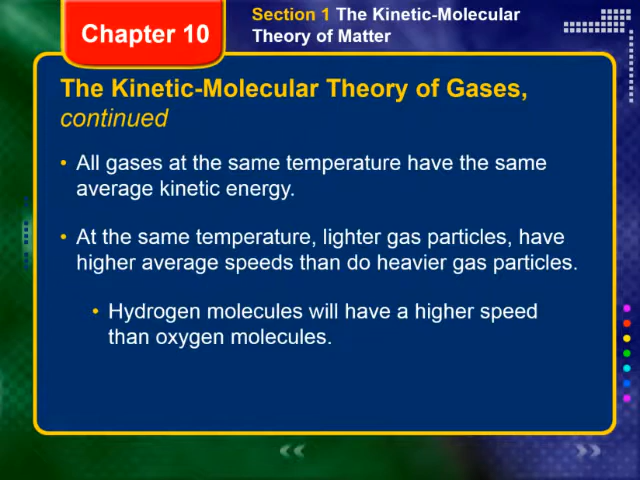 Chapter 10
Section 1 The Kinetic-Molecular
Theory of Matter
The Kinetic-Molecular Theory of Gases,
continued
• All gases at the same temperature have the same
average kinetic energy.
• At the same temperature, lighter gas particles, have
higher average speeds than do heavier gas particles.
• Hydrogen molecules will have a higher speed
than oxygen molecules.